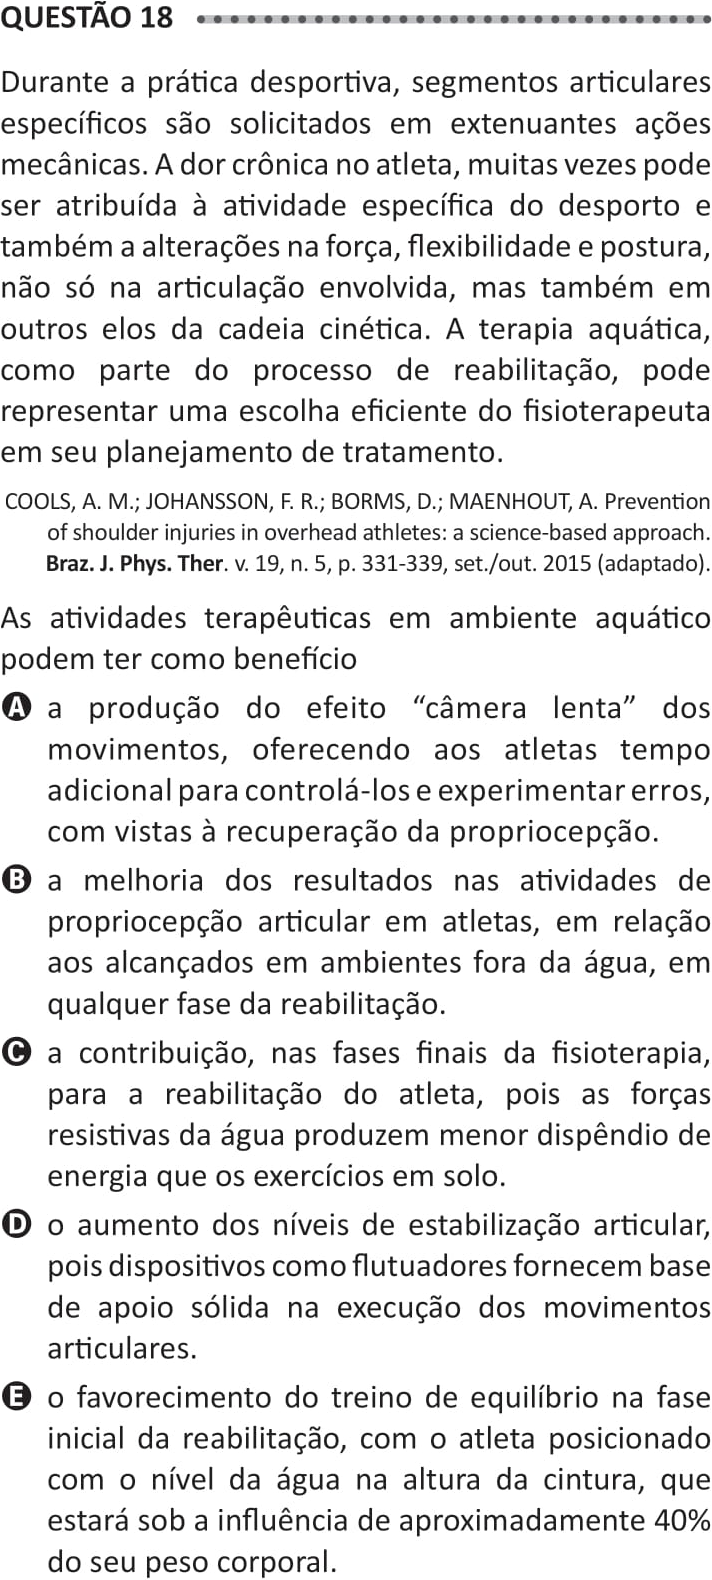 QUESTÃO 18
Durante a prática desportiva, segmentos articulares
específicos são solicitados em extenuantes ações
mecânicas. A dor crônica no atleta, muitas vezes pode
ser atribuída à atividade específica do desporto e
também a alterações na força, flexibilidade e postura,
não só na articulação envolvida, mas também em
outros elos da cadeia cinética. A terapia aquática,
como parte do processo de reabilitação, pode
representar uma escolha eficiente do fisioterapeuta
em seu planejamento de tratamento.
COOLS, A. M.; JOHANSSON, F. R.; BORMS, D.; MAENHOUT, A. Prevention
of shoulder injuries in overhead athletes: a science-based approach.
Braz. J. Phys. Ther. v. 19, n. 5, p. 331-339, set./out. 2015 (adaptado).
As atividades terapêuticas em ambiente aquático
podem ter como benefício
A a produção do efeito “câmera lenta” dos
movimentos, oferecendo aos atletas tempo
adicional para controlá-los e experimentar erros,
com vistas à recuperação da propriocepção.
B a melhoria dos resultados nas atividades de
propriocepção articular em atletas, em relação
aos alcançados em ambientes fora da água, em
qualquer fase da reabilitação.
C a contribuição, nas fases finais da fisioterapia,
para a reabilitação do atleta, pois as forças
resistivas da água produzem menor dispêndio de
energia que os exercícios em solo.
D o aumento dos níveis de estabilização articular,
pois dispositivos como flutuadores fornecem base
de apoio sólida na execução dos movimentos
articulares.
E o favorecimento do treino de equilíbrio na fase
inicial da reabilitação, com o atleta posicionado
com o nível da água na altura da cintura, que
estará sob a influência de aproximadamente 40%
do seu peso corporal.